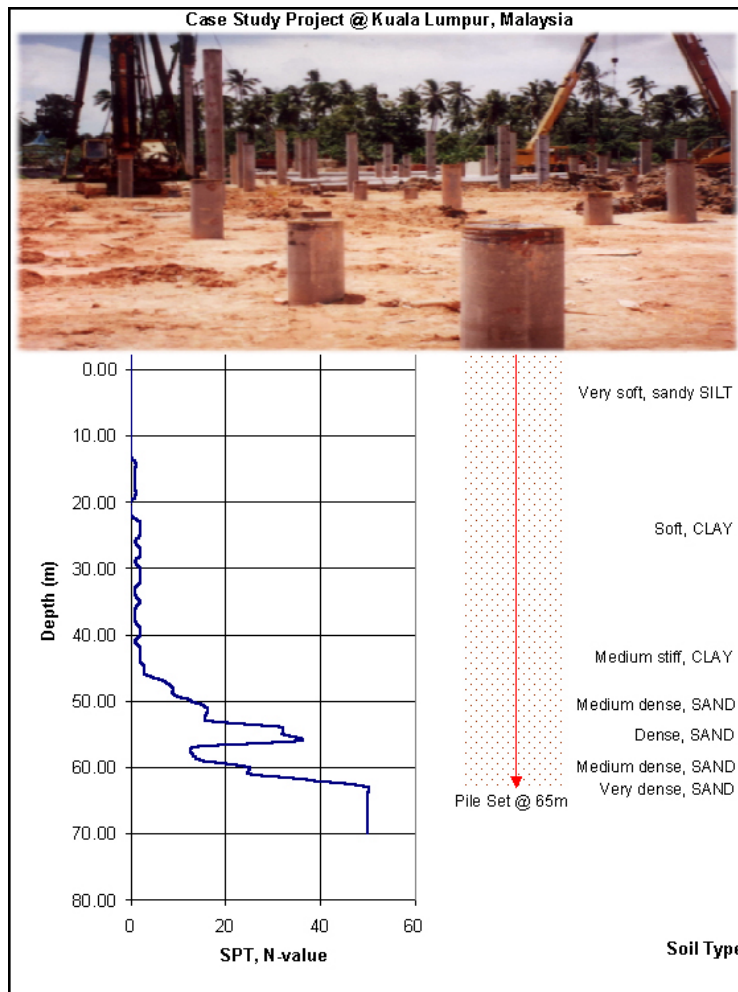 Case Study Project @ Kuala Lumpur, Malaysia
0.00
10.00
20.00
30.00
40.00
50.00
60.00
70.00
80.00
Depth (m)
0 20 40 60
SPT, N-value
Very soft, sandy SILT
Soft, CLAY
Medium stiff, CLAY
Medium dense, SAND
Dense, SAND
Medium dense, SAND
Very dense, SAND
Pile Set @ 65m
Soil Type